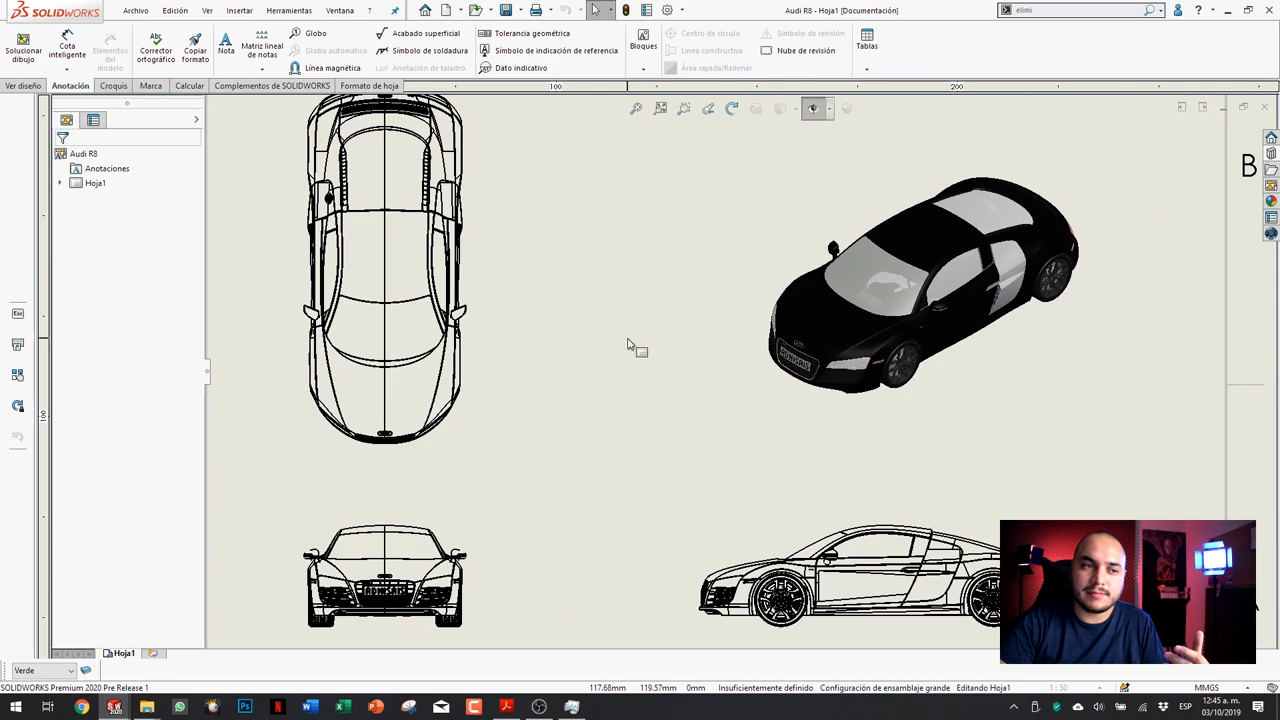 SOLIDWORKS
Archivo Edición Ver Insertar Herramientas Ventana ?
Audi R8 - Hoja1 [Documentación]
elimi
Solucionar dibujo
Cota inteligente
Elementos del modelo
Corrector ortográfico
Copiar formato
Nota
Matriz lineal de notas
Globo
Globo automático
Línea magnética
Acabado superficial
Símbolo de soldadura
Anotación de taladro
Tolerancia geométrica
Símbolo de indicación de referencia
Dato indicativo
Bloques
Centro de círculo
Línea constructiva
Área rayada/Rellenar
Símbolo de revisión
Nube de revisión
Tablas
Ver diseño Anotación Croquis Marca Calcular Complementos de SOLIDWORKS Formato de hoja
100
200
Audi R8
Anotaciones
Hoja1
Esc
100
B
Hoja1
Verde
SOLIDWORKS Premium 2020 Pre Release 1
117.68mm 119.57mm 0mm Insuficientemente definido Configuración de ensamblaje grande Editando Hoja1 1 : 50 MMGS
ESP
12:45 a. m.
03/10/2019